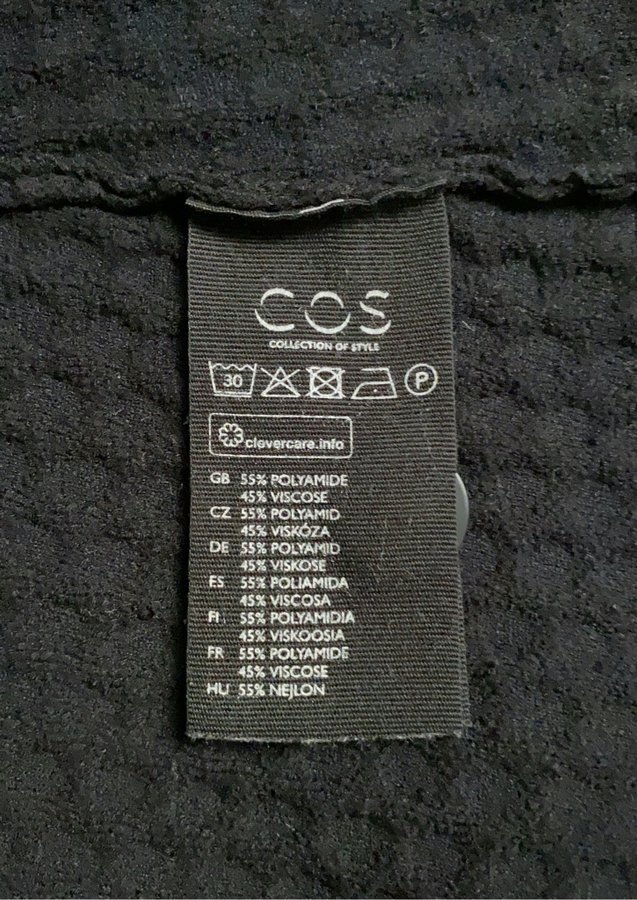 COS
COLLECTION OF STYLE
30 P
clevercare.info
GB 55% POLYAMIDE
45% VISCOSE
CZ 55% POLYAMID
45% VISKÓZA
DE 55% POLYAMID
45% VISKOSE
ES 55% POLIAMIDA
45% VISCOSA
FI 55% POLYAMIDIA
45% VISKOOSIA
FR 55% POLYAMIDE
45% VISCOSE
HU 55% NEJLON